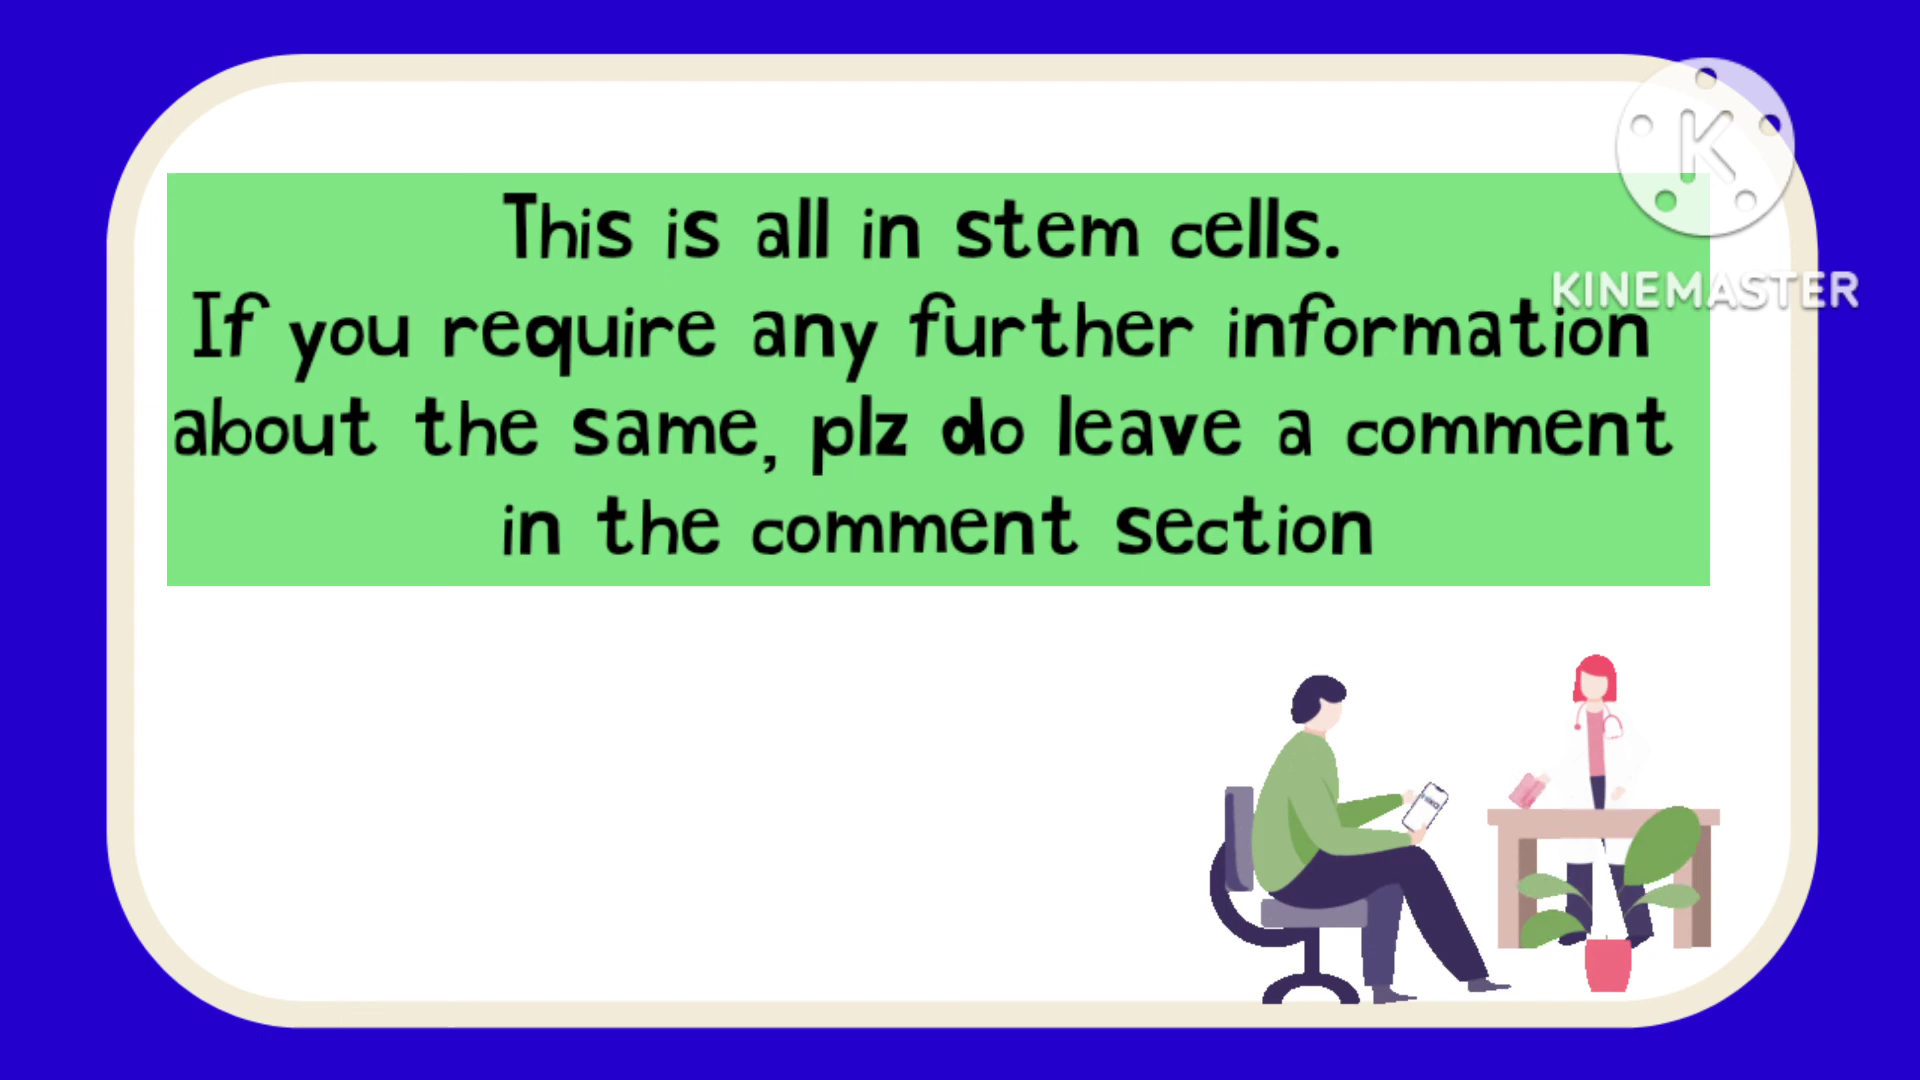 This is all in stem cells.
If you require any further information
about the same, plz do leave a comment
in the comment section
K
KINEMASTER